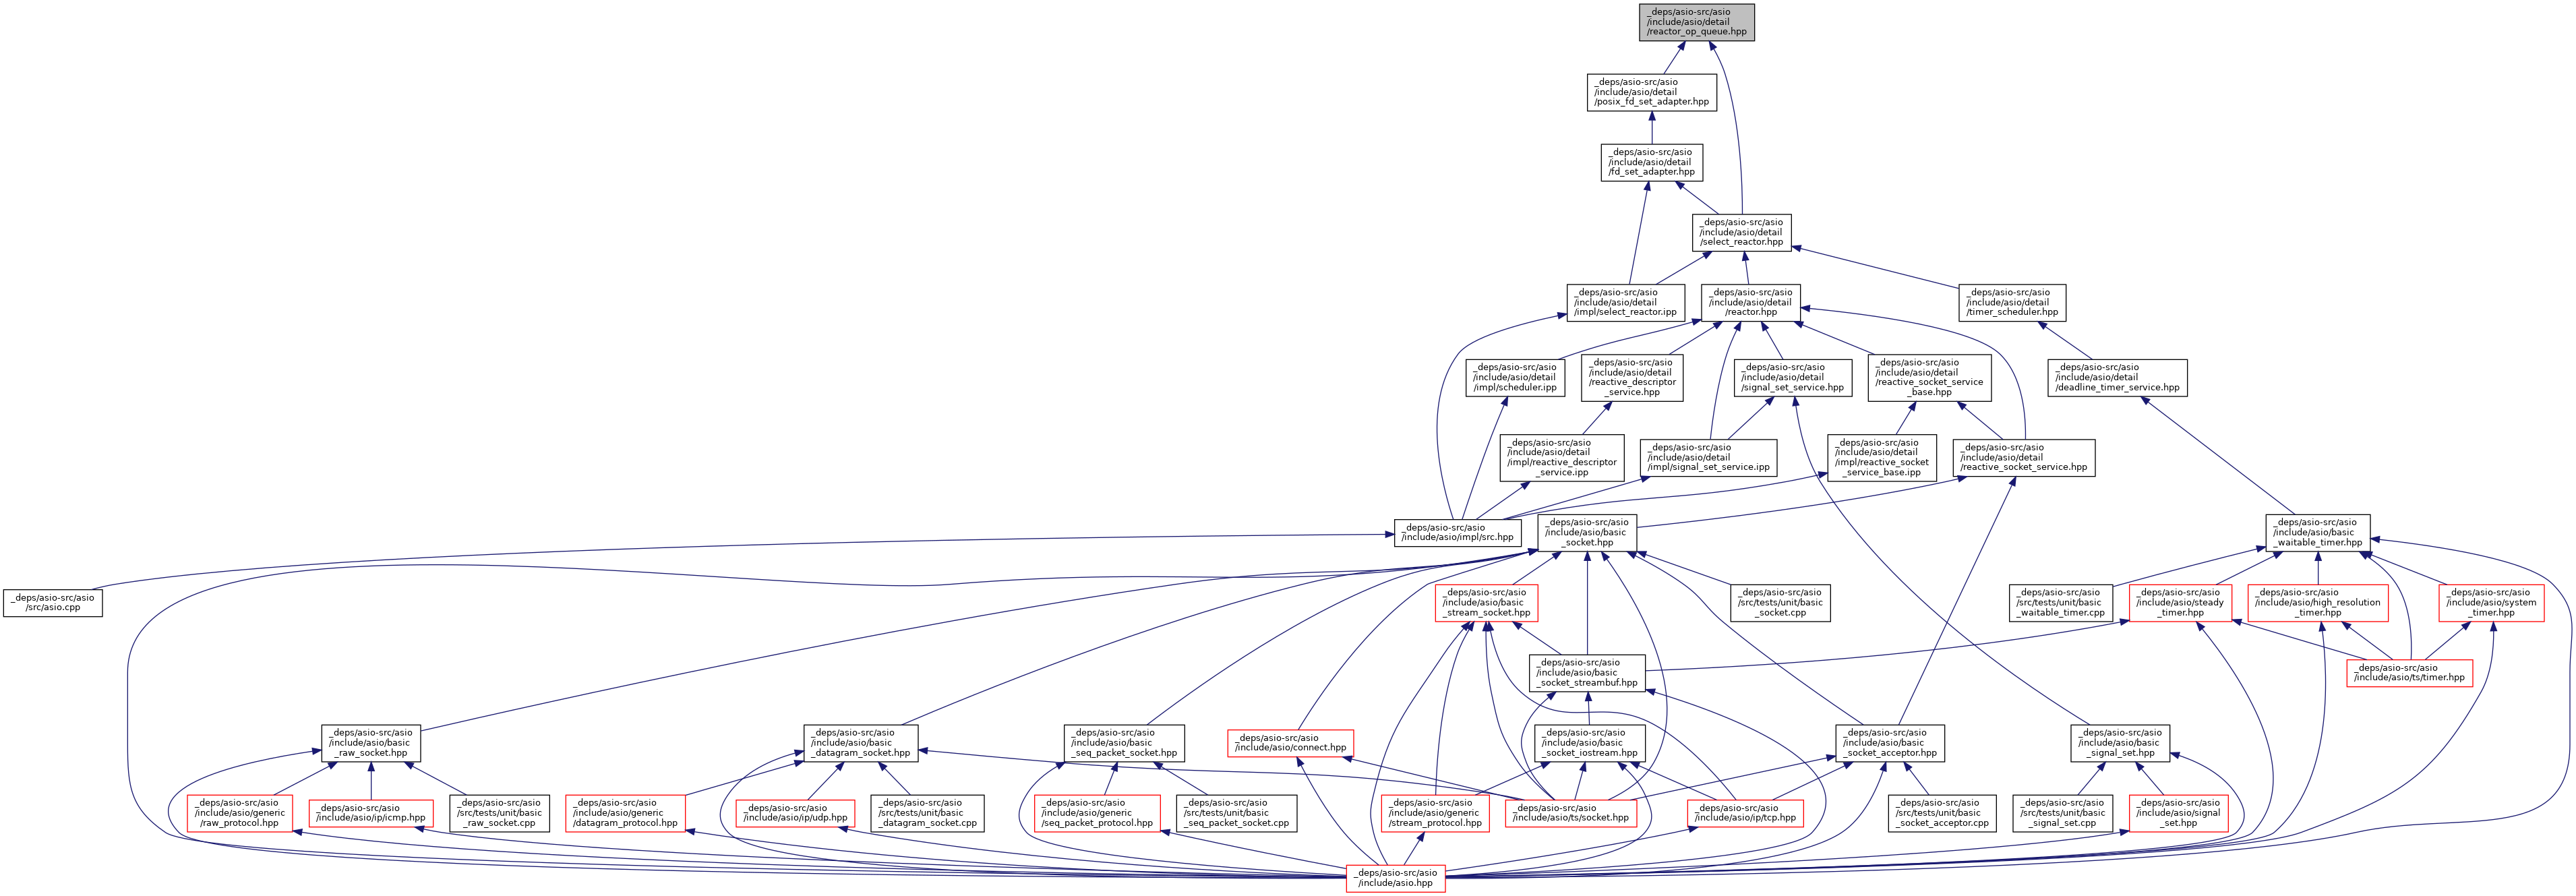 _deps/asio-src/asio
/include/asio/detail
/reactor_op_queue.hpp
_deps/asio-src/asio
/include/asio/detail
/posix_fd_set_adapter.hpp
_deps/asio-src/asio
/include/asio/detail
/fd_set_adapter.hpp
_deps/asio-src/asio
/include/asio/detail
/select_reactor.hpp
_deps/asio-src/asio
/include/asio/detail
/impl/select_reactor.ipp
_deps/asio-src/asio
/include/asio/detail
/reactor.hpp
_deps/asio-src/asio
/include/asio/detail
/timer_scheduler.hpp
_deps/asio-src/asio
/include/asio/detail
/impl/scheduler.ipp
_deps/asio-src/asio
/include/asio/detail
/reactive_descriptor
_service.hpp
_deps/asio-src/asio
/include/asio/detail
/signal_set_service.hpp
_deps/asio-src/asio
/include/asio/detail
/reactive_socket_service
_base.hpp
_deps/asio-src/asio
/include/asio/detail
/deadline_timer_service.hpp
_deps/asio-src/asio
/include/asio/detail
/impl/reactive_descriptor
_service.ipp
_deps/asio-src/asio
/include/asio/detail
/impl/signal_set_service.ipp
_deps/asio-src/asio
/include/asio/detail
/impl/reactive_socket
_service_base.ipp
_deps/asio-src/asio
/include/asio/detail
/reactive_socket_service.hpp
_deps/asio-src/asio
/include/asio/impl/src.hpp
_deps/asio-src/asio
/include/asio/basic
_socket.hpp
_deps/asio-src/asio
/include/asio/basic
_waitable_timer.hpp
_deps/asio-src/asio
/src/asio.cpp
_deps/asio-src/asio
/include/asio/basic
_stream_socket.hpp
_deps/asio-src/asio
/src/tests/unit/basic
_socket.cpp
_deps/asio-src/asio
/src/tests/unit/basic
_waitable_timer.cpp
_deps/asio-src/asio
/include/asio/steady
_timer.hpp
_deps/asio-src/asio
/include/asio/high_resolution
_timer.hpp
_deps/asio-src/asio
/include/asio/system
_timer.hpp
_deps/asio-src/asio
/include/asio/basic
_socket_streambuf.hpp
_deps/asio-src/asio
/include/asio/ts/timer.hpp
_deps/asio-src/asio
/include/asio/basic
_raw_socket.hpp
_deps/asio-src/asio
/include/asio/basic
_datagram_socket.hpp
_deps/asio-src/asio
/include/asio/basic
_seq_packet_socket.hpp
_deps/asio-src/asio
/include/asio/connect.hpp
_deps/asio-src/asio
/include/asio/basic
_socket_iostream.hpp
_deps/asio-src/asio
/include/asio/basic
_socket_acceptor.hpp
_deps/asio-src/asio
/include/asio/basic
_signal_set.hpp
_deps/asio-src/asio
/include/asio/generic
/raw_protocol.hpp
_deps/asio-src/asio
/include/asio/ip/icmp.hpp
_deps/asio-src/asio
/src/tests/unit/basic
_raw_socket.cpp
_deps/asio-src/asio
/include/asio/generic
/datagram_protocol.hpp
_deps/asio-src/asio
/include/asio/ip/udp.hpp
_deps/asio-src/asio
/src/tests/unit/basic
_datagram_socket.cpp
_deps/asio-src/asio
/include/asio/generic
/seq_packet_protocol.hpp
_deps/asio-src/asio
/src/tests/unit/basic
_seq_packet_socket.cpp
_deps/asio-src/asio
/include/asio/generic
/stream_protocol.hpp
_deps/asio-src/asio
/include/asio/ts/socket.hpp
_deps/asio-src/asio
/include/asio/ip/tcp.hpp
_deps/asio-src/asio
/src/tests/unit/basic
_socket_acceptor.cpp
_deps/asio-src/asio
/src/tests/unit/basic
_signal_set.cpp
_deps/asio-src/asio
/include/asio/signal
_set.hpp
_deps/asio-src/asio
/include/asio.hpp